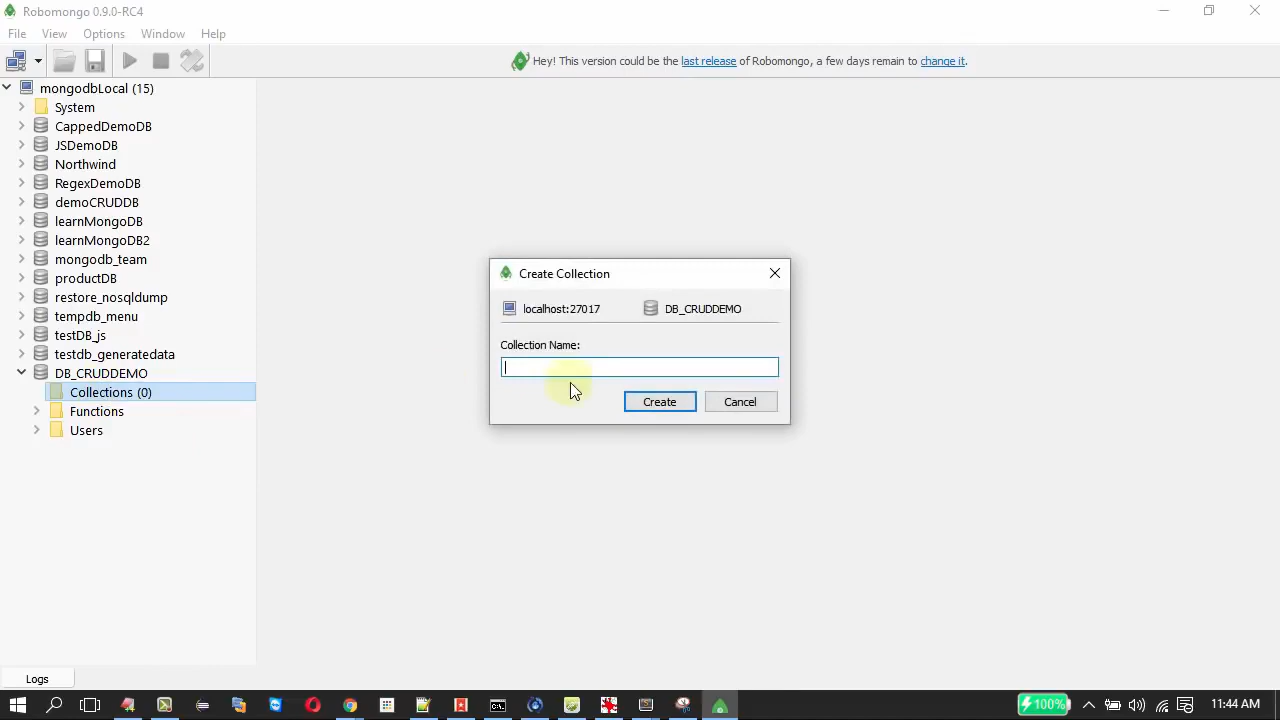 Robomongo 0.9.0-RC4
File View Options Window Help
Hey! This version could be the last release of Robomongo, a few days remain to change it.
mongodbLocal (15)
System
CappedDemoDB
JSDemoDB
Northwind
RegexDemoDB
demoCRUDDB
learnMongoDB
learnMongoDB2
mongodb_team
productDB
restore_nosqldump
tempdb_menu
testDB_js
testdb_generatedata
DB_CRUDDEMO
Collections (0)
Functions
Users
Create Collection
localhost:27017 DB_CRUDDEMO
Collection Name:
Create Cancel
Logs
100% 11:44 AM